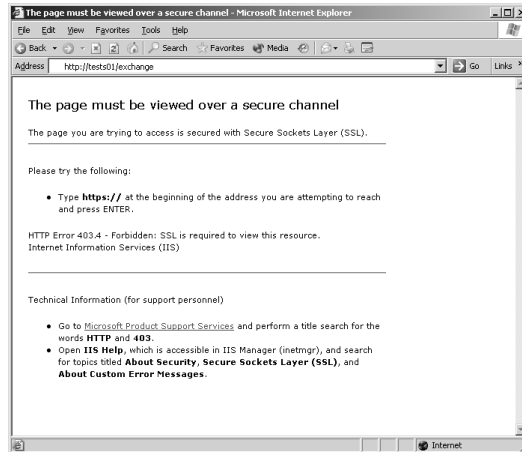 The page must be viewed over a secure channel - Microsoft Internet Explorer
File Edit View Favorites Tools Help
Back Search Favorites Media
Address http://tests01/exchange Go Links »
The page must be viewed over a secure channel
The page you are trying to access is secured with Secure Sockets Layer (SSL).
Please try the following:
• Type https:// at the beginning of the address you are attempting to reach
and press ENTER.
HTTP Error 403.4 - Forbidden: SSL is required to view this resource.
Internet Information Services (IIS)
Technical Information (for support personnel)
• Go to Microsoft Product Support Services and perform a title search for the
words HTTP and 403.
• Open IIS Help, which is accessible in IIS Manager (inetmgr), and search
for topics titled About Security, Secure Sockets Layer (SSL), and
About Custom Error Messages.
Internet